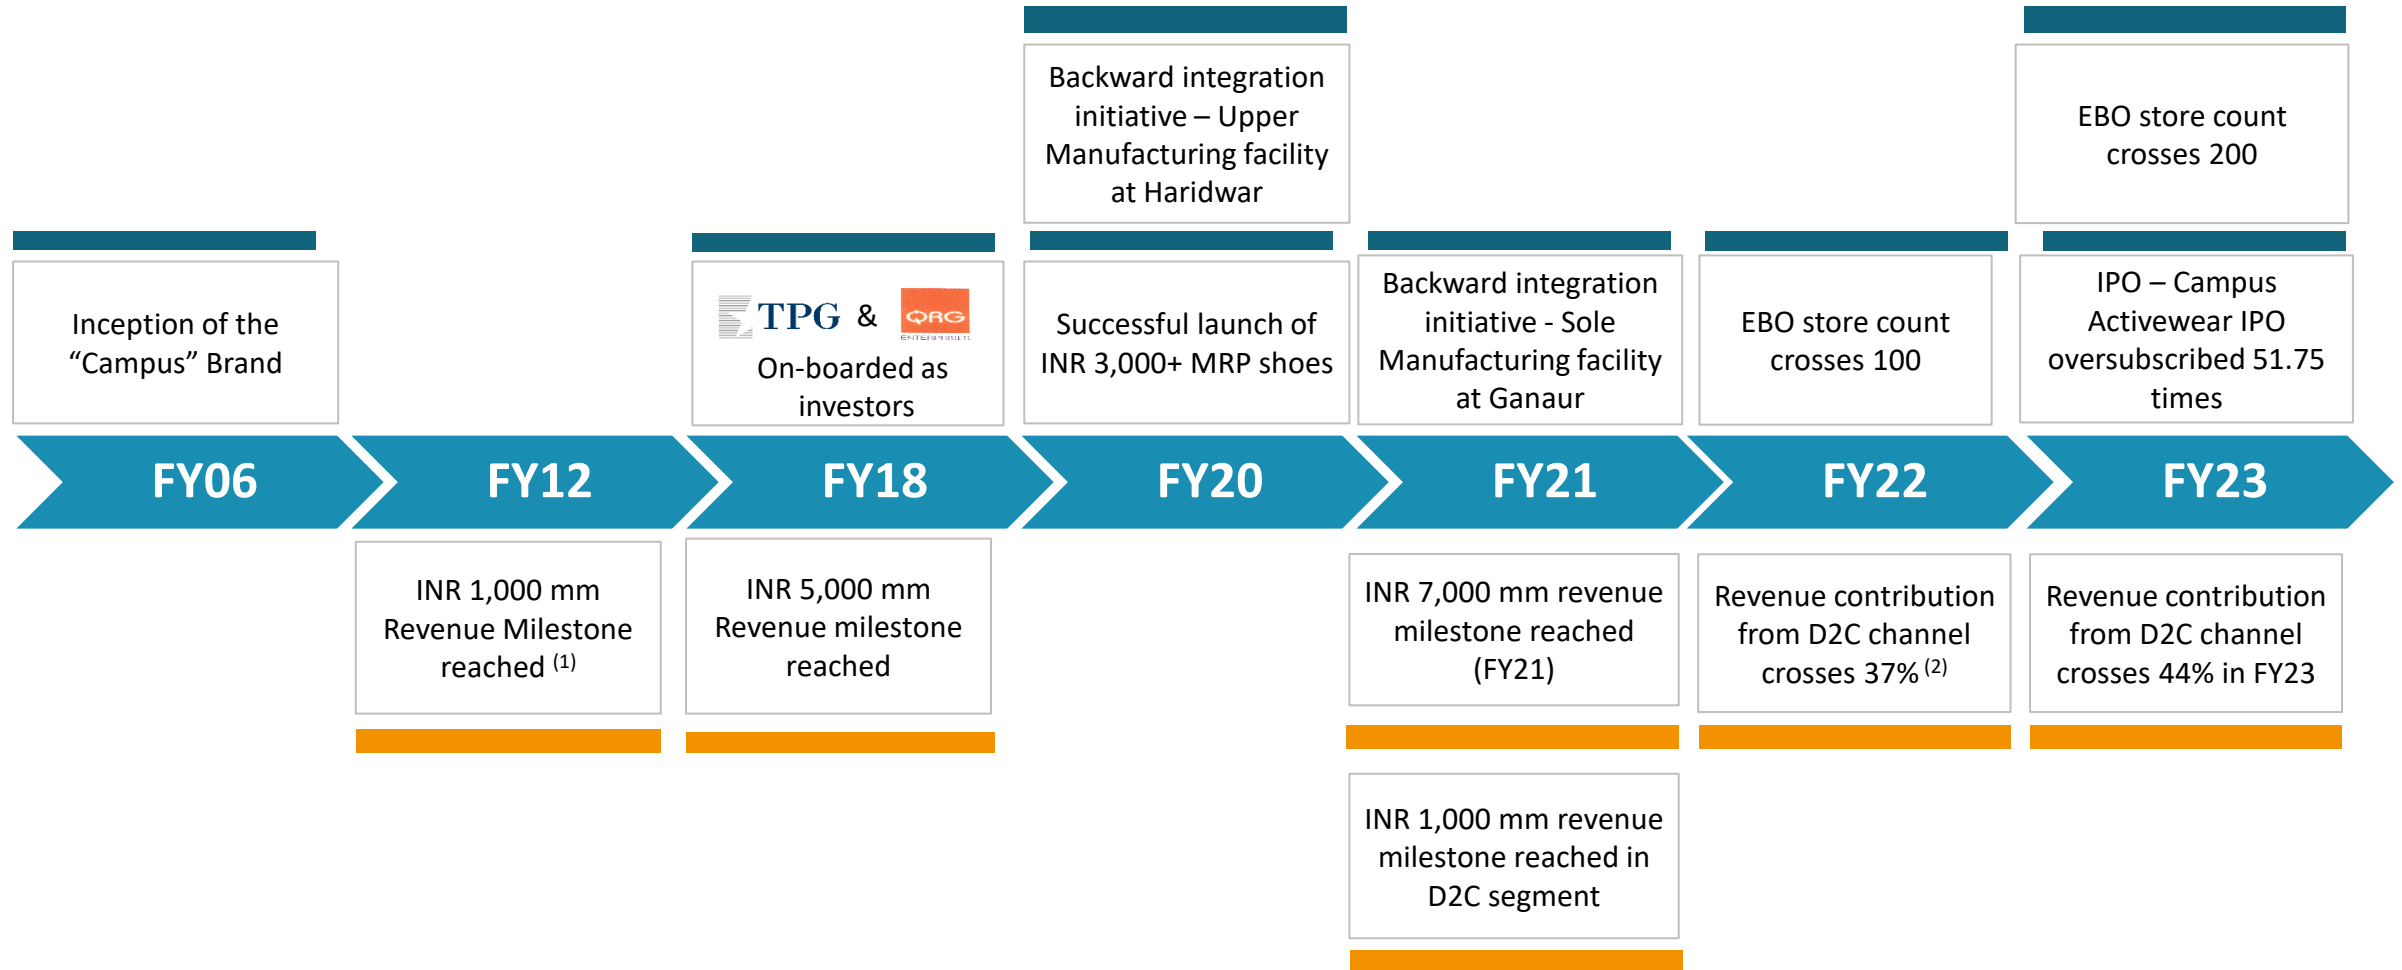 Backward integration
initiative – Upper
Manufacturing facility
at Haridwar
EBO store count
crosses 200
Inception of the
“Campus” Brand
TPG & QRG
ENTERPRISES
On-boarded as
investors
Successful launch of
INR 3,000+ MRP shoes
Backward integration
initiative - Sole
Manufacturing facility
at Ganaur
EBO store count
crosses 100
IPO – Campus
Activewear IPO
oversubscribed 51.75
times
FY06
FY12
FY18
FY20
FY21
FY22
FY23
INR 1,000 mm
Revenue Milestone
reached (1)
INR 5,000 mm
Revenue milestone
reached
INR 7,000 mm revenue
milestone reached
(FY21)
Revenue contribution
from D2C channel
crosses 37% (2)
Revenue contribution
from D2C channel
crosses 44% in FY23
INR 1,000 mm revenue
milestone reached in
D2C segment